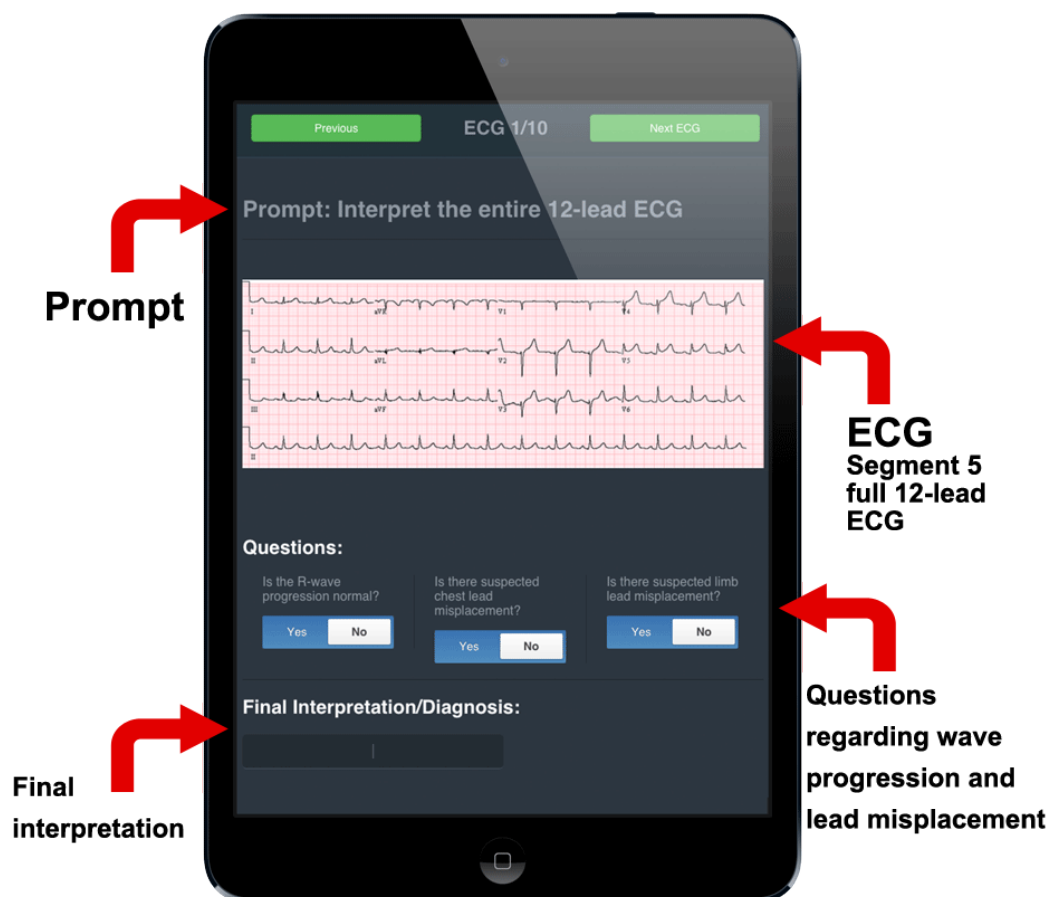 Previous
ECG 1/10
Next ECG
Prompt: Interpret the entire 12-lead ECG
Prompt
I
aVR
V1
V4
II
aVL
V2
V5
III
aVF
V3
V6
II
ECG
Segment 5
full 12-lead
ECG
Questions:
Is the R-wave
progression normal?
Yes
No
Is there suspected
chest lead
misplacement?
Yes
No
Is there suspected limb
lead misplacement?
Yes
No
Questions
regarding wave
progression and
lead misplacement
Final Interpretation/Diagnosis:
Final
interpretation